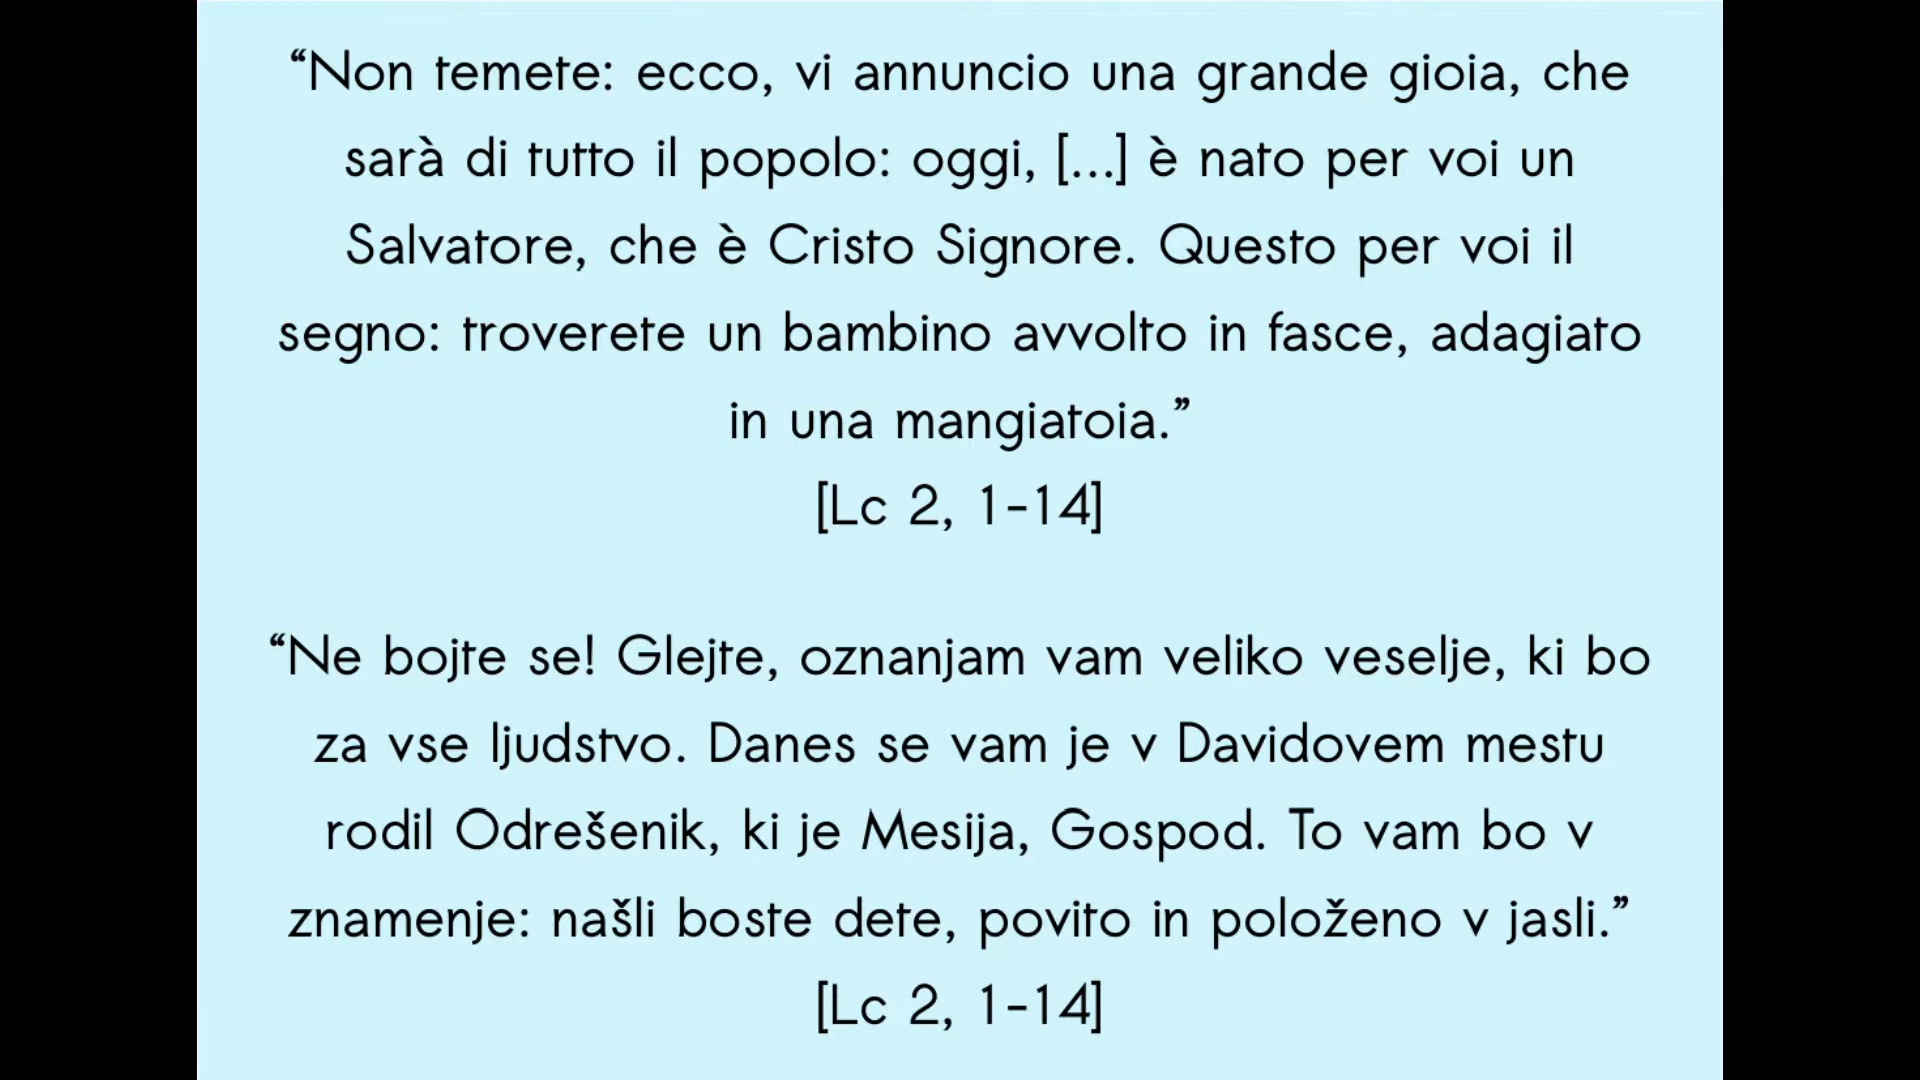 “Non temete: ecco, vi annuncio una grande gioia, che
sarà di tutto il popolo: oggi, [...] è nato per voi un
Salvatore, che è Cristo Signore. Questo per voi il
segno: troverete un bambino avvolto in fasce, adagiato
in una mangiatoia.”
[Lc 2, 1-14]
“Ne bojte se! Glejte, oznanjam vam veliko veselje, ki bo
za vse ljudstvo. Danes se vam je v Davidovem mestu
rodil Odrešenik, ki je Mesija, Gospod. To vam bo v
znamenje: našli boste dete, povito in položeno v jasli.”
[Lc 2, 1-14]